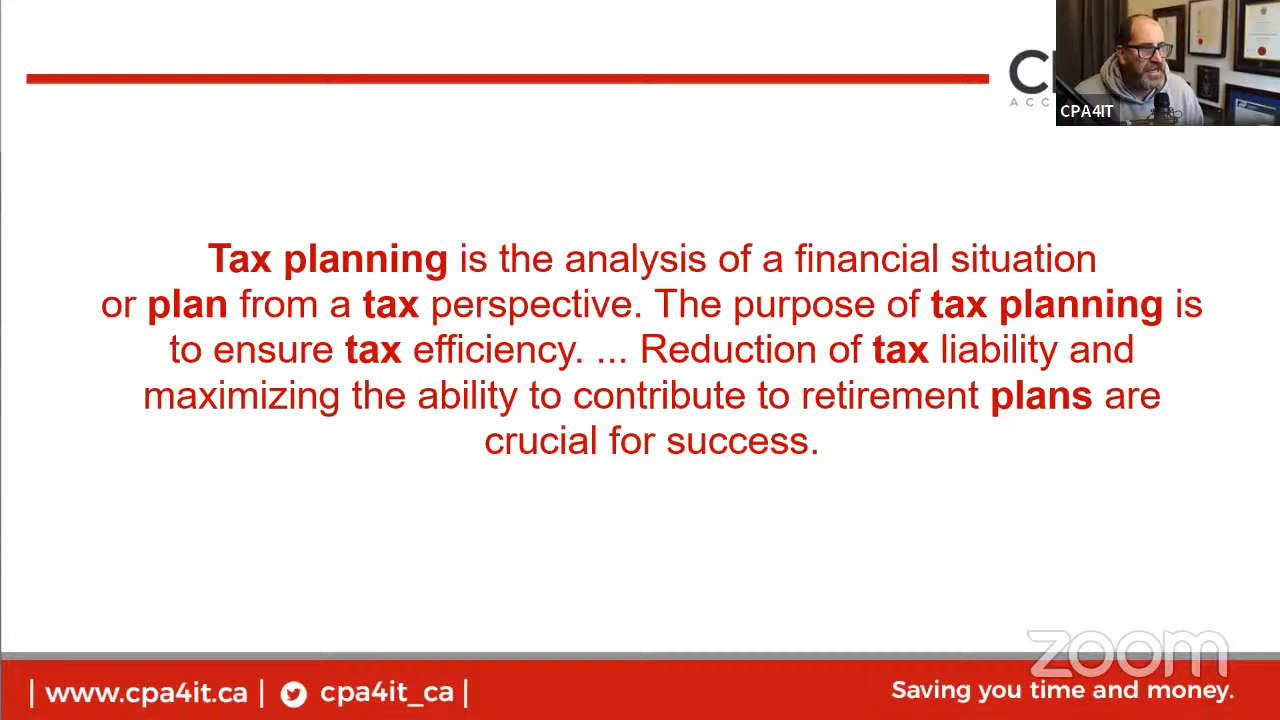 CPA4IT
Tax planning is the analysis of a financial situation
or plan from a tax perspective. The purpose of tax planning is
to ensure tax efficiency. ... Reduction of tax liability and
maximizing the ability to contribute to retirement plans are
crucial for success.
zoom
| www.cpa4it.ca | cpa4it_ca |
Saving you time and money.